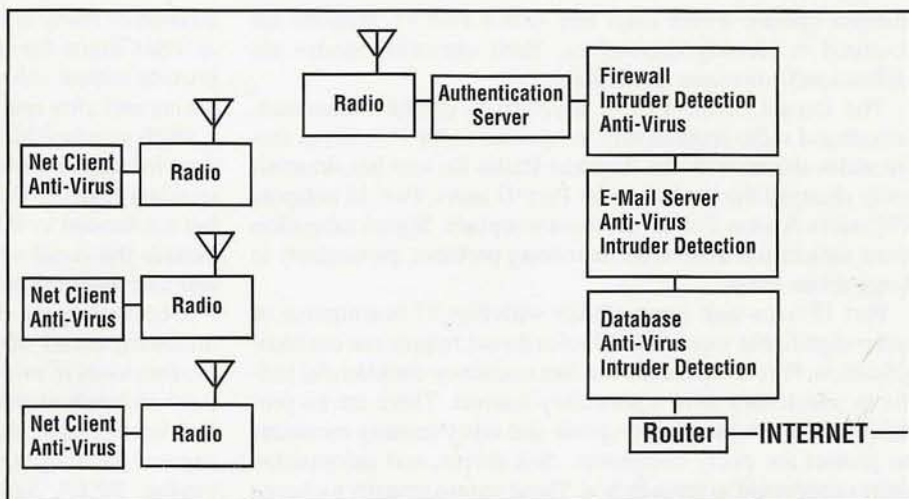 Radio
Authentication
Server
Firewall
Intruder Detection
Anti-Virus
Net Client
Anti-Virus
Radio
E-Mail Server
Anti-Virus
Intruder Detection
Net Client
Anti-Virus
Radio
Database
Anti-Virus
Intruder Detection
Net Client
Anti-Virus
Radio
Router
INTERNET